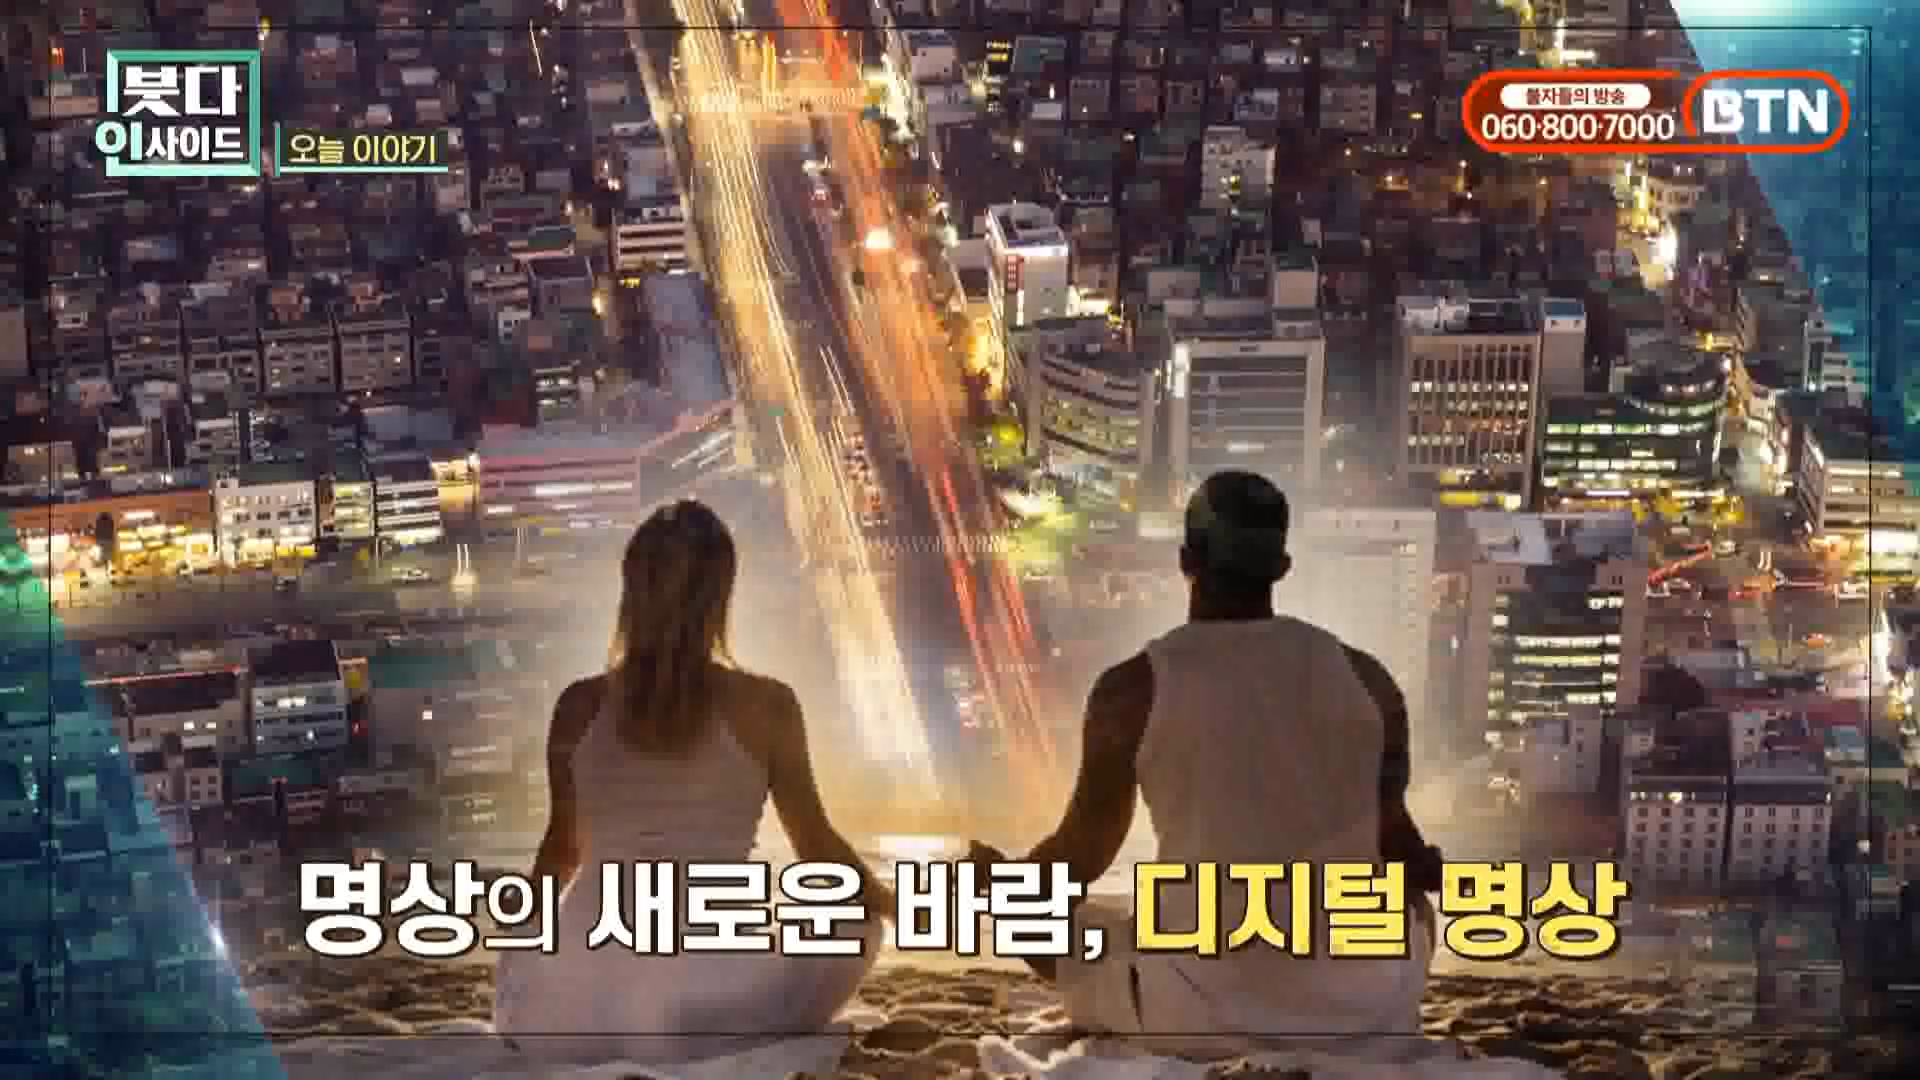 붓다
인사이드
오늘 이야기
불자들의 방송
060·800·7000
BTN
명상의 새로운 바람, 디지털 명상